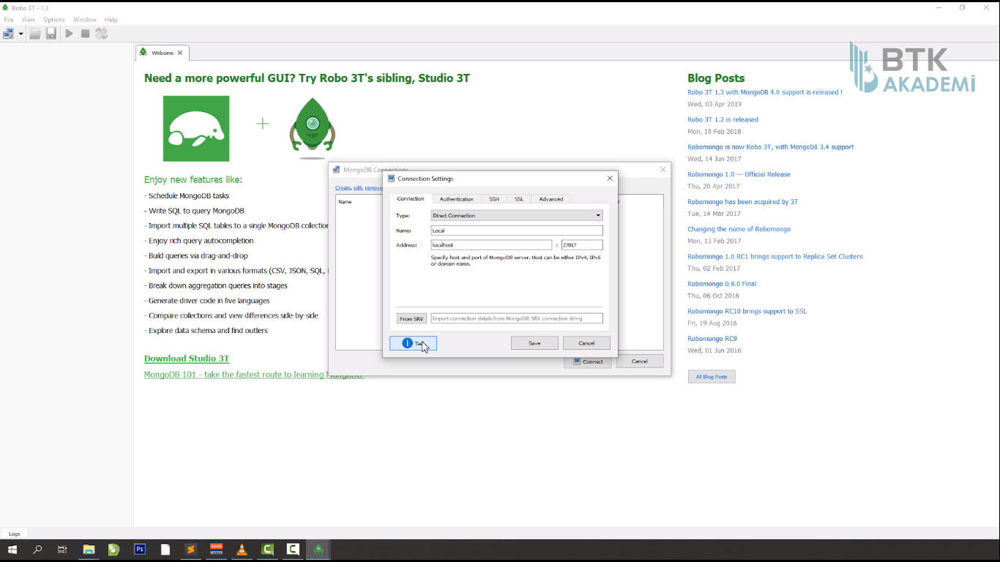 Robo 3T - 1.3
File View Options Window Help
Welcome
BTK
AKADEMİ
Need a more powerful GUI? Try Robo 3T's sibling, Studio 3T
Enjoy new features like:
- Schedule MongoDB tasks
- Write SQL to query MongoDB
- Import multiple SQL tables to a single MongoDB collection
- Enjoy rich query autocompletion
- Build queries via drag-and-drop
- Import and export in various formats (CSV, JSON, SQL,
- Break down aggregation queries into stages
- Generate driver code in five languages
- Compare collections and view differences side-by-side
- Explore data schema and find outliers
Download Studio 3T
MongoDB 101 - take the fastest route to learning MongoDB
MongoDB Connections
Create, edit, remove
Name
Connect
Cancel
Connection Settings
Connection Authentication SSH SSL Advanced
Type: Direct Connection
Name: Local
Address: localhost : 27017
Specify host and port of MongoDB server. Host can be either IPv4, IPv6
or domain name.
From SRV Import connection details from MongoDB SRV connection string
Save Cancel
Blog Posts
Robo 3T 1.3 with MongoDB 4.0 support is released !
Wed, 03 Apr 2019
Robo 3T 1.2 is released
Mon, 19 Feb 2018
Robomongo is now Robo 3T, with MongoDB 3.4 support
Wed, 14 Jun 2017
Robomongo 1.0 — Official Release
Thu, 20 Apr 2017
Robomongo has been acquired by 3T
Tue, 14 Mar 2017
Changing the name of Robomongo
Mon, 13 Feb 2017
Robomongo 1.0 RC1 brings support to Replica Set Clusters
Thu, 02 Feb 2017
Robomongo 0.9.0 Final
Thu, 06 Oct 2016
Robomongo RC10 brings support to SSL
Fri, 19 Aug 2016
Robomongo RC9
Wed, 01 Jun 2016
All Blog Posts
Logs
Ps